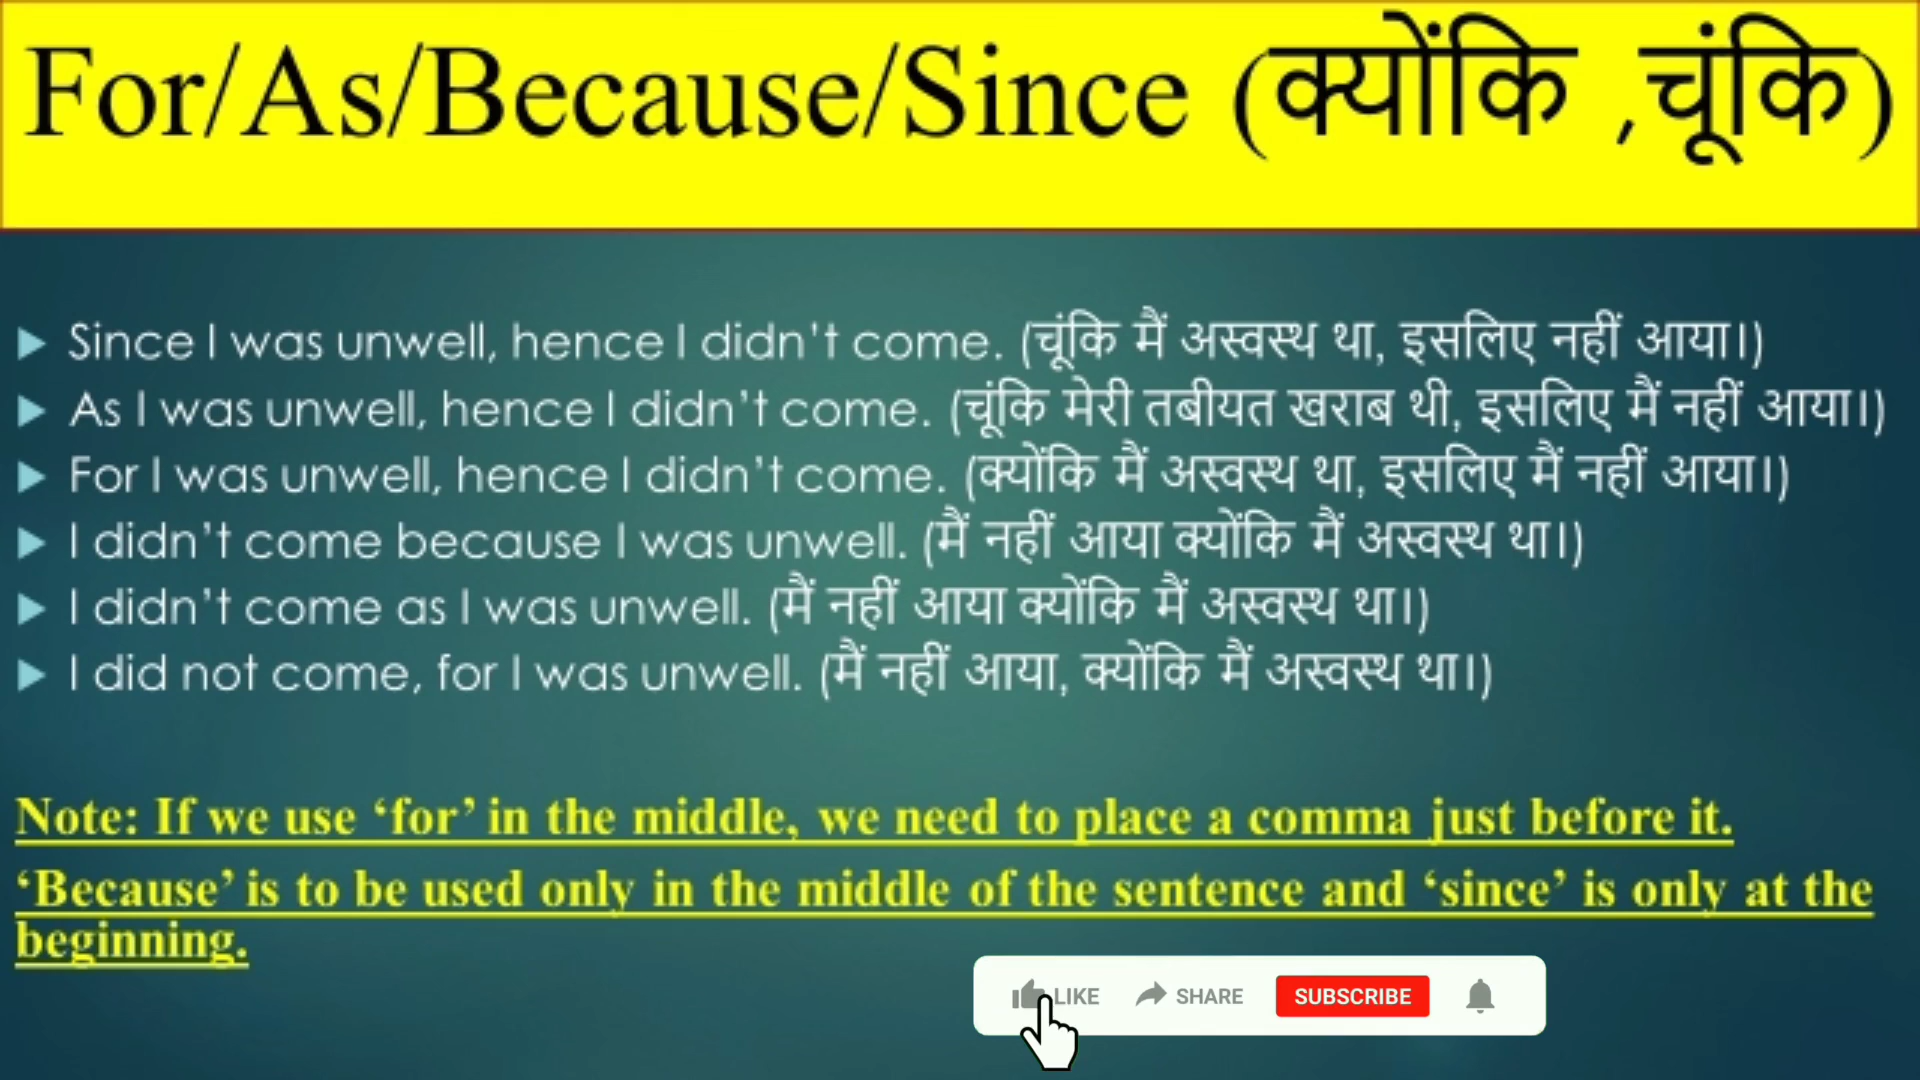 For/As/Because/Since (क्योंकि ,चूंकि)
Since I was unwell, hence I didn't come. (चूंकि मैं अस्वस्थ था, इसलिए नहीं आया।)
As I was unwell, hence I didn't come. (चूंकि मेरी तबीयत खराब थी, इसलिए मैं नहीं आया।)
For I was unwell, hence I didn't come. (क्योंकि मैं अस्वस्थ था, इसलिए मैं नहीं आया।)
I didn't come because I was unwell. (मैं नहीं आया क्योंकि मैं अस्वस्थ था।)
I didn't come as I was unwell. (मैं नहीं आया क्योंकि मैं अस्वस्थ था।)
I did not come, for I was unwell. (मैं नहीं आया, क्योंकि मैं अस्वस्थ था।)
Note: If we use ‘for’ in the middle, we need to place a comma just before it.
‘Because’ is to be used only in the middle of the sentence and ‘since’ is only at the
beginning.
LIKE SHARE SUBSCRIBE